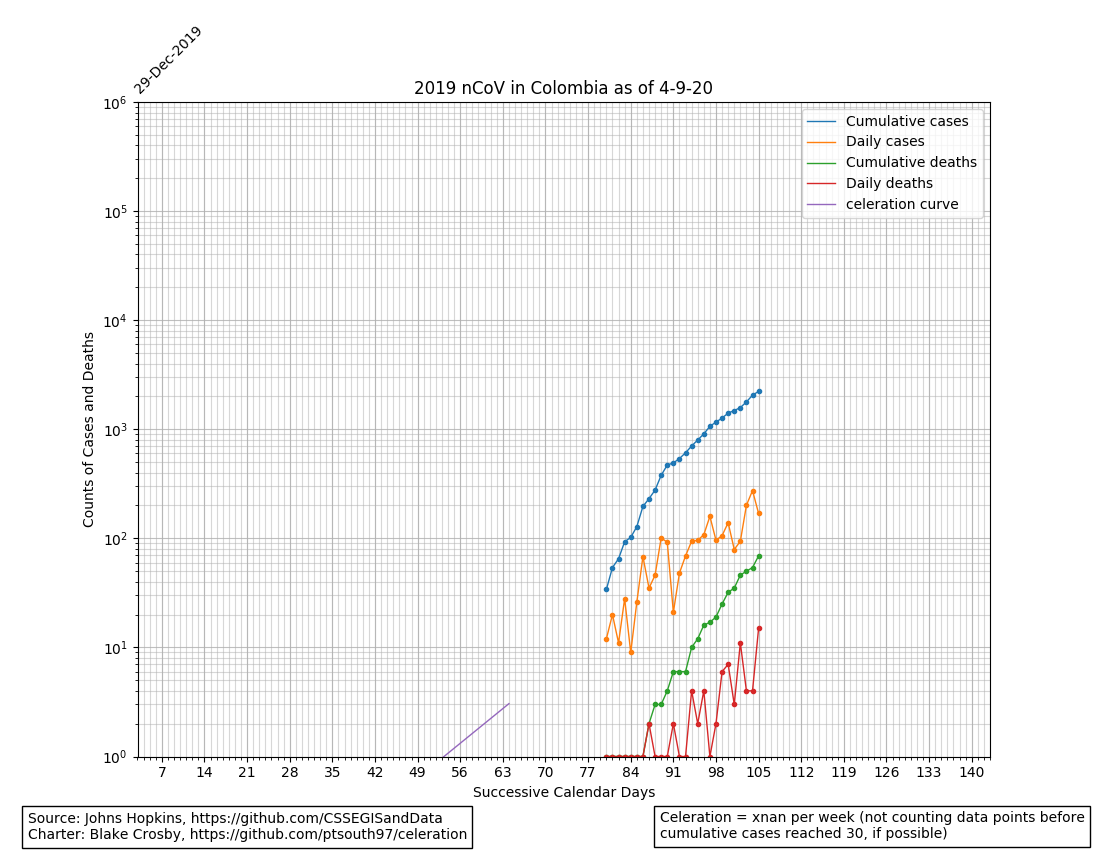 29-Dec-2019
2019 nCoV in Colombia as of 4-9-20
10^6
10^5
10^4
10^3
10^2
10^1
10^0
Counts of Cases and Deaths
Cumulative cases
Daily cases
Cumulative deaths
Daily deaths
celeration curve
7 14 21 28 35 42 49 56 63 70 77 84 91 98 105 112 119 126 133 140
Successive Calendar Days
Source: Johns Hopkins, https://github.com/CSSEGISandData
Charter: Blake Crosby, https://github.com/ptsouth97/celeration
Celeration = xnan per week (not counting data points before
cumulative cases reached 30, if possible)